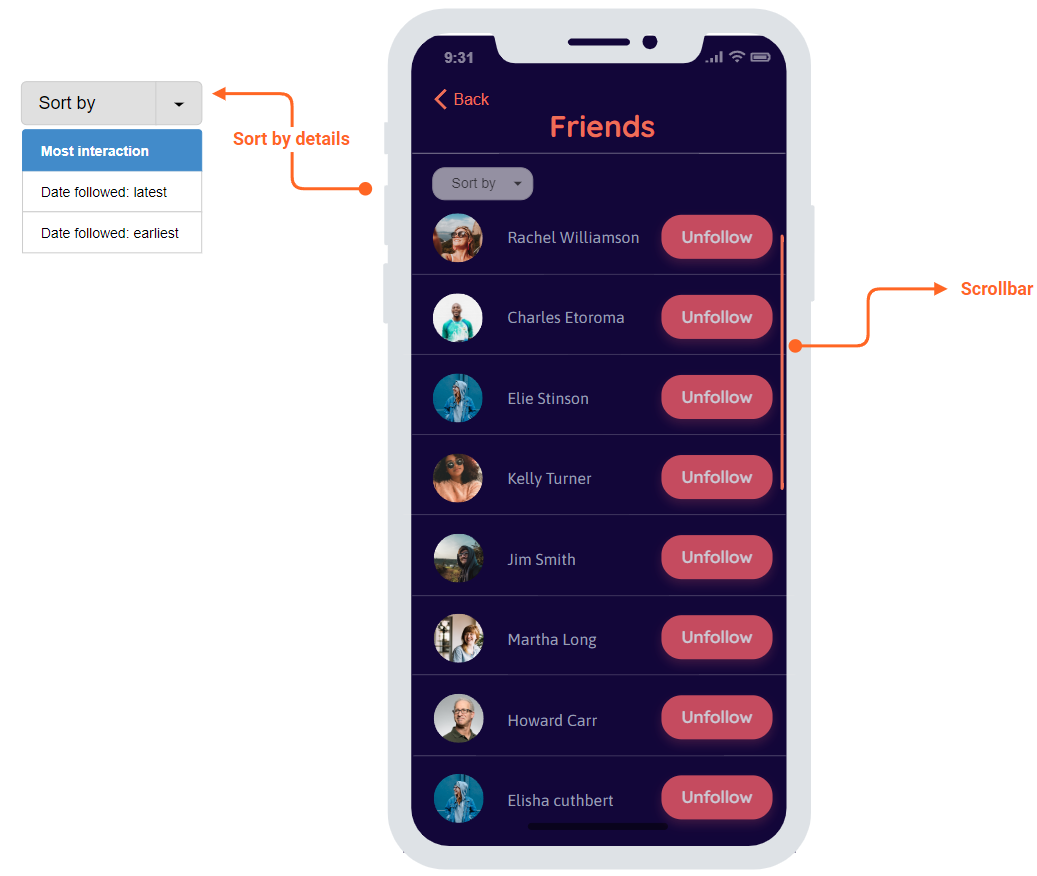 Sort by
Most interaction
Date followed: latest
Date followed: earliest
Sort by details
9:31
Back
Friends
Sort by
Rachel Williamson Unfollow
Charles Etoroma Unfollow
Elie Stinson Unfollow
Kelly Turner Unfollow
Jim Smith Unfollow
Martha Long Unfollow
Howard Carr Unfollow
Elisha cuthbert Unfollow
Scrollbar